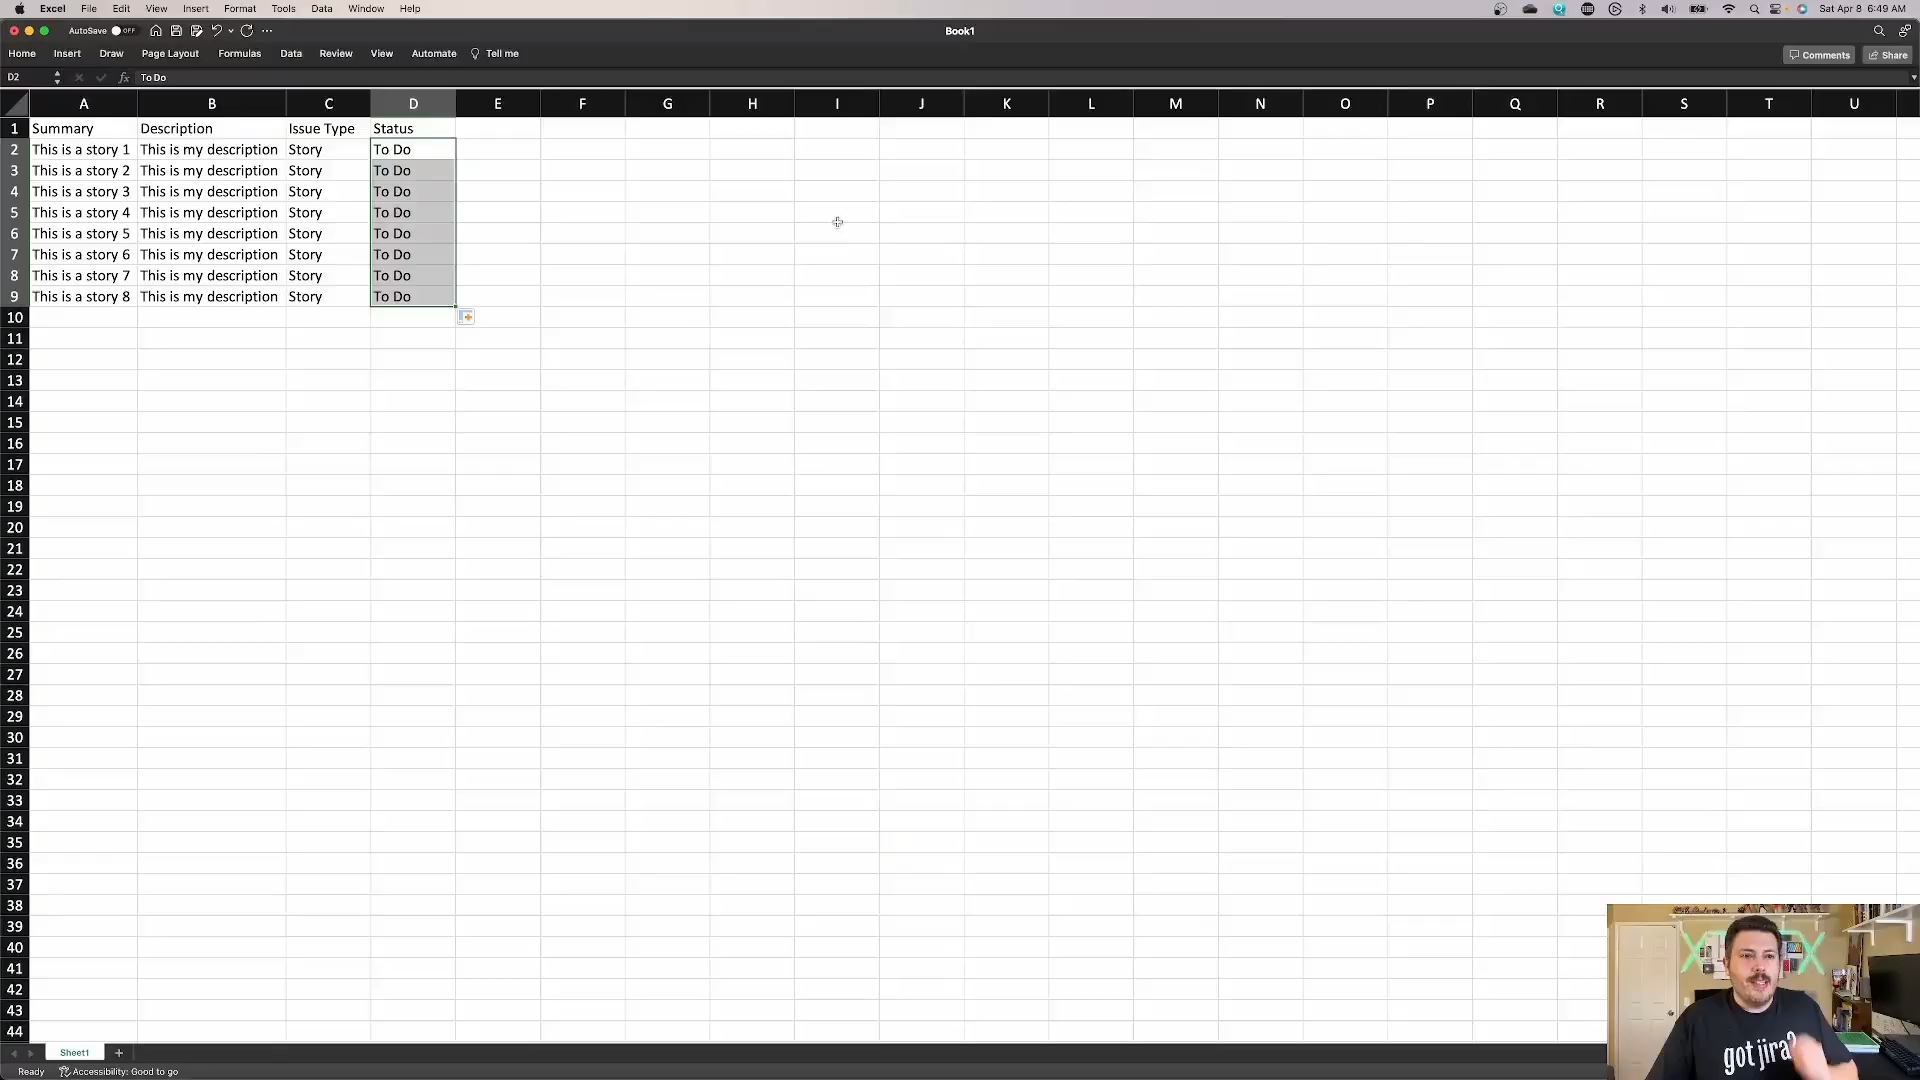 Excel File Edit View Insert Format Tools Data Window Help Sat Apr 8 6:49 AM
AutoSave OFF Book1
Home Insert Draw Page Layout Formulas Data Review View Automate Tell me Comments Share
D2 fx To Do
A B C D E F G H I J K L M N O P Q R S T U
1 Summary Description Issue Type Status
2 This is a story 1 This is my description Story To Do
3 This is a story 2 This is my description Story To Do
4 This is a story 3 This is my description Story To Do
5 This is a story 4 This is my description Story To Do
6 This is a story 5 This is my description Story To Do
7 This is a story 6 This is my description Story To Do
8 This is a story 7 This is my description Story To Do
9 This is a story 8 This is my description Story To Do
10
11
12
13
14
15
16
17
18
19
20
21
22
23
24
25
26
27
28
29
30
31
32
33
34
35
36
37
38
39
40
41
42
43
44
got jira?
Sheet1
Ready Accessibility: Good to go